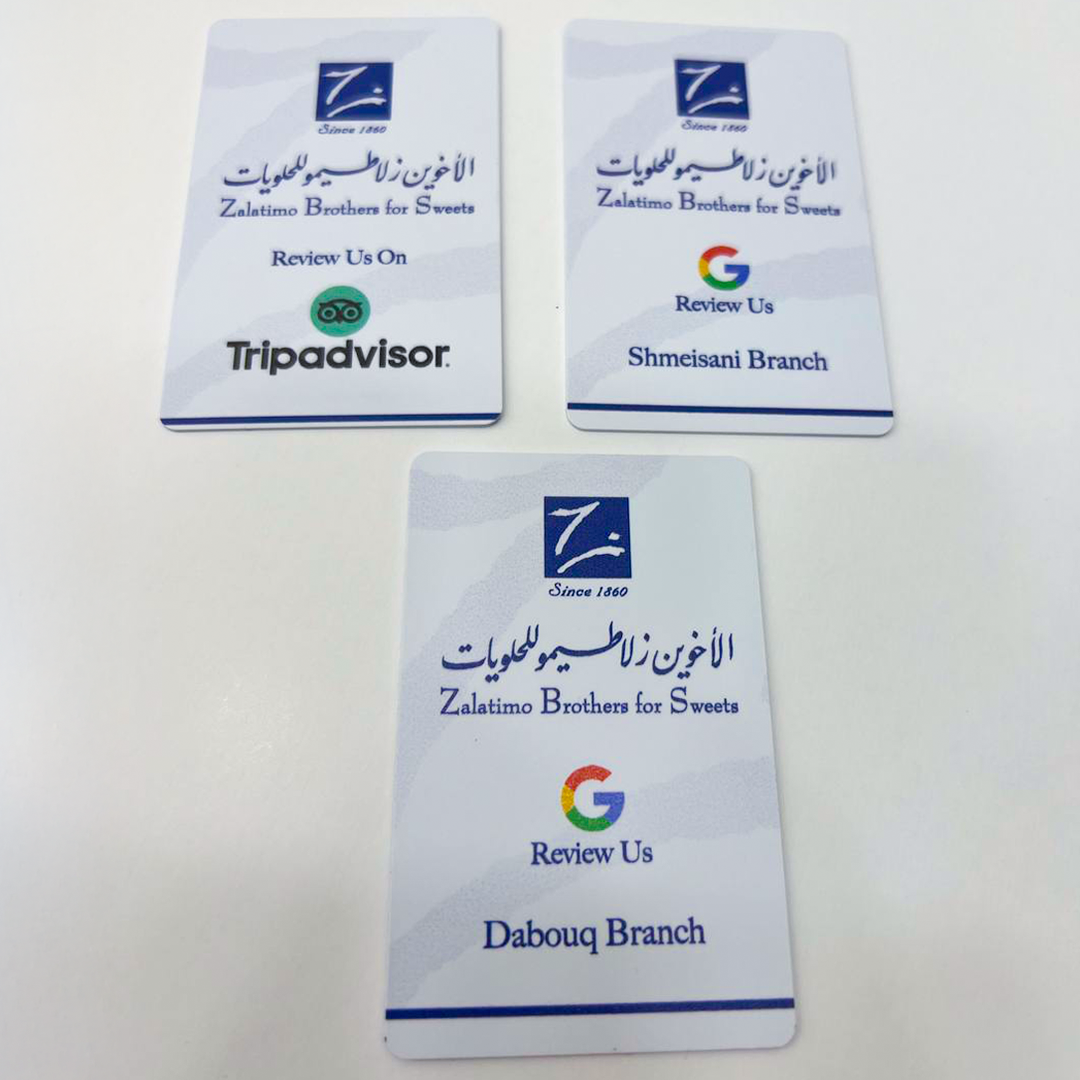 Since 1860
الأخوين زلاطيمو للحلويات
Zalatimo Brothers for Sweets
Review Us On
Tripadvisor
Since 1860
الأخوين زلاطيمو للحلويات
Zalatimo Brothers for Sweets
G
Review Us
Shmeisani Branch
Since 1860
الأخوين زلاطيمو للحلويات
Zalatimo Brothers for Sweets
G
Review Us
Dabouq Branch